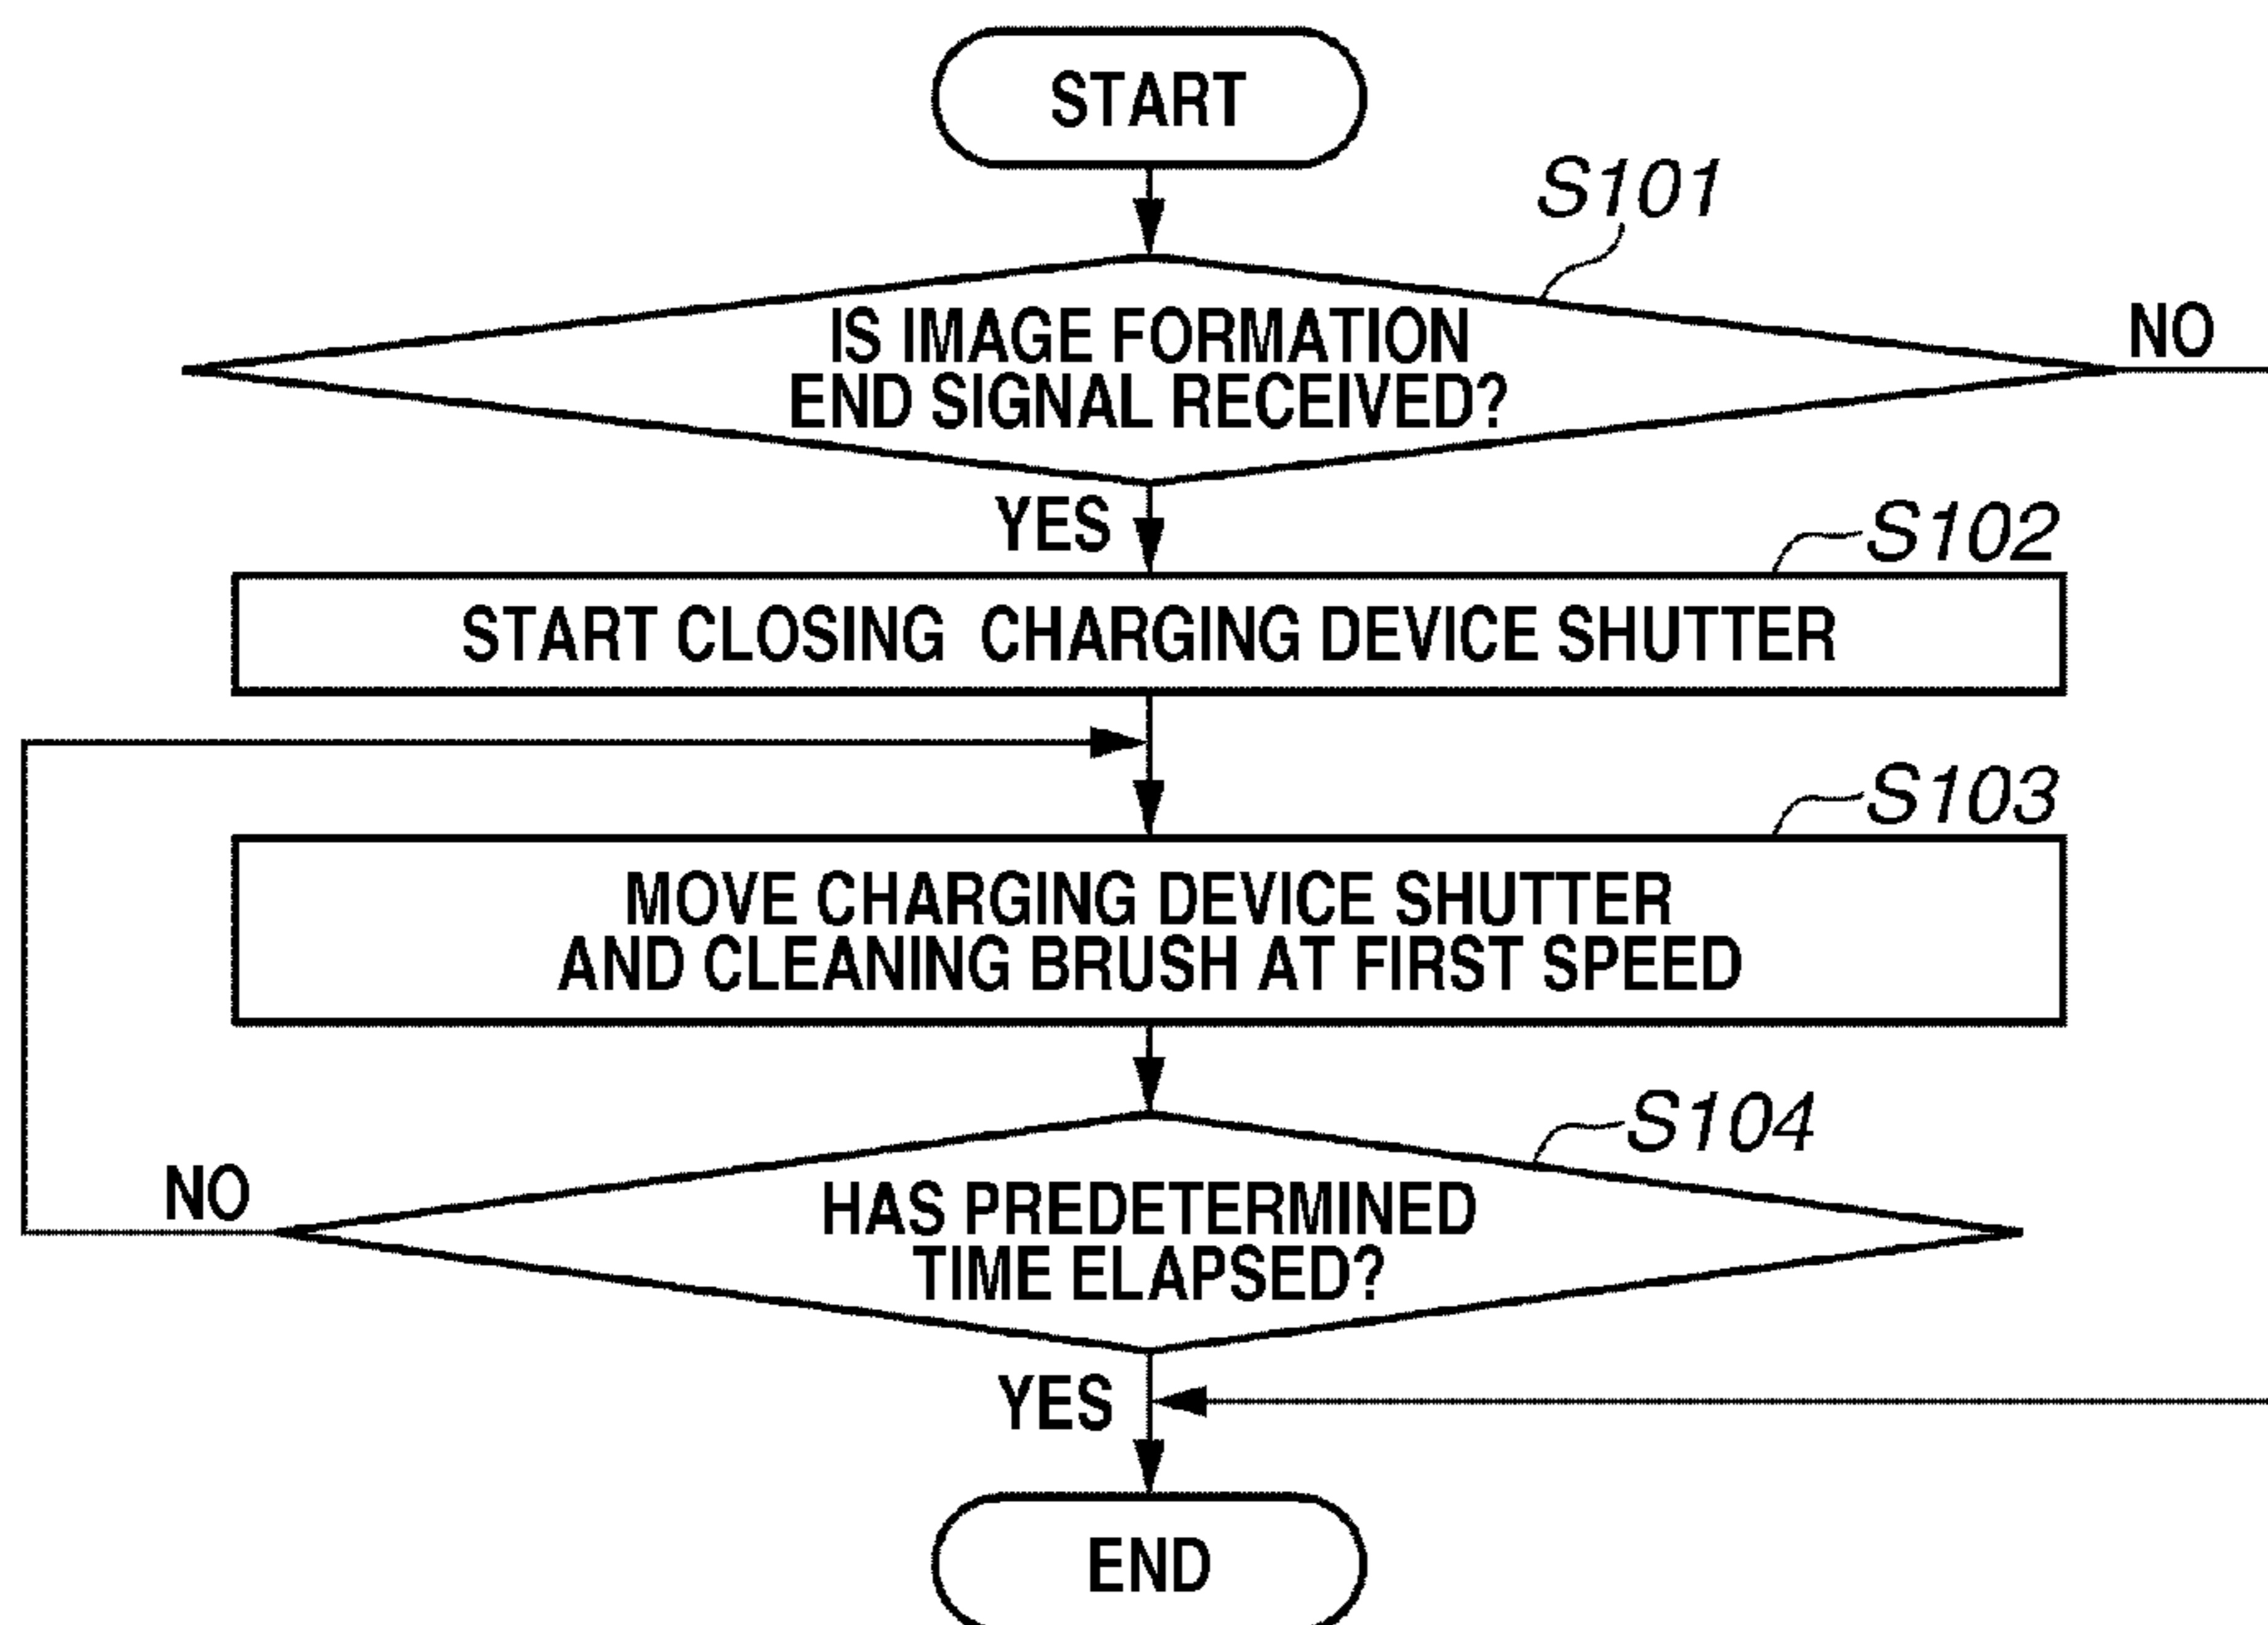 START
S101
IS IMAGE FORMATION
END SIGNAL RECEIVED?
NO
YES
S102
START CLOSING CHARGING DEVICE SHUTTER
S103
MOVE CHARGING DEVICE SHUTTER
AND CLEANING BRUSH AT FIRST SPEED
S104
NO
HAS PREDETERMINED
TIME ELAPSED?
YES
END